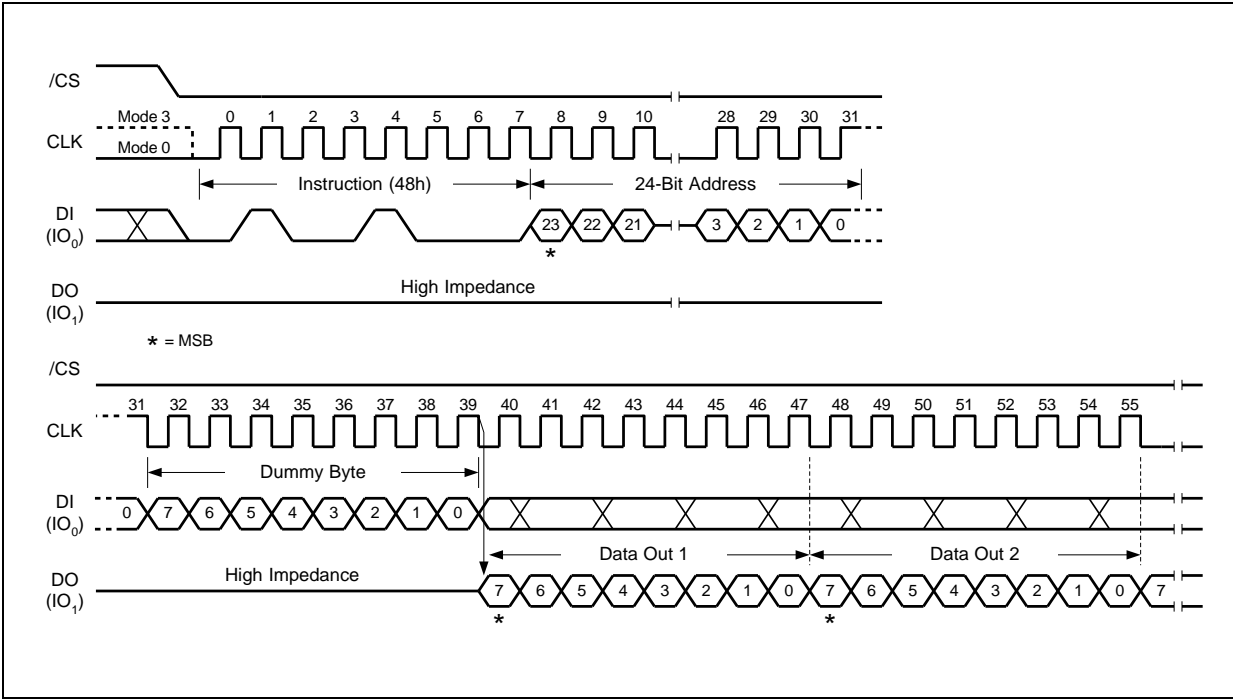 /CS
Mode 3 0 1 2 3 4 5 6 7 8 9 10 28 29 30 31
CLK
Mode 0
Instruction (48h) 24-Bit Address
DI
(IO0) 23 22 21 3 2 1 0
*
High Impedance
DO
(IO1)
* = MSB
/CS
31 32 33 34 35 36 37 38 39 40 41 42 43 44 45 46 47 48 49 50 51 52 53 54 55
CLK
Dummy Byte
DI
(IO0) 0 7 6 5 4 3 2 1 0
Data Out 1 Data Out 2
High Impedance
DO
(IO1) 7 6 5 4 3 2 1 0 7 6 5 4 3 2 1 0 7
* *